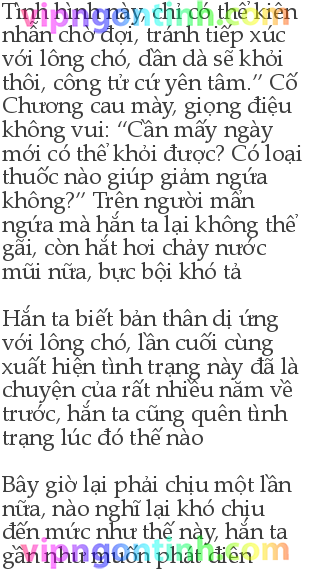 Tình hình này, chỉ có thể kiên
nhẫn chờ đợi, tránh tiếp xúc
với lông chó, dần dà sẽ khỏi
thôi, công tử cứ yên tâm.” Cố
Chương cau mày, giọng điệu
không vui: “Cần mấy ngày
mới có thể khỏi được? Có loại
thuốc nào giúp giảm ngứa
không?” Trên người mẩn
ngứa mà hắn ta lại không thể
gãi, còn hắt hơi chảy nước
mũi nữa, bực bội khó tả
Hắn ta biết bản thân dị ứng
với lông chó, lần cuối cùng
xuất hiện tình trạng này đã là
chuyện của rất nhiều năm về
trước, hắn ta cũng quên tình
trạng lúc đó thế nào
Bây giờ lại phải chịu một lần
nữa, nào nghĩ lại khó chịu
đến mức như thế này, hắn ta
gần như muốn phát điên
vipngontinh.com
vipngontinh.com